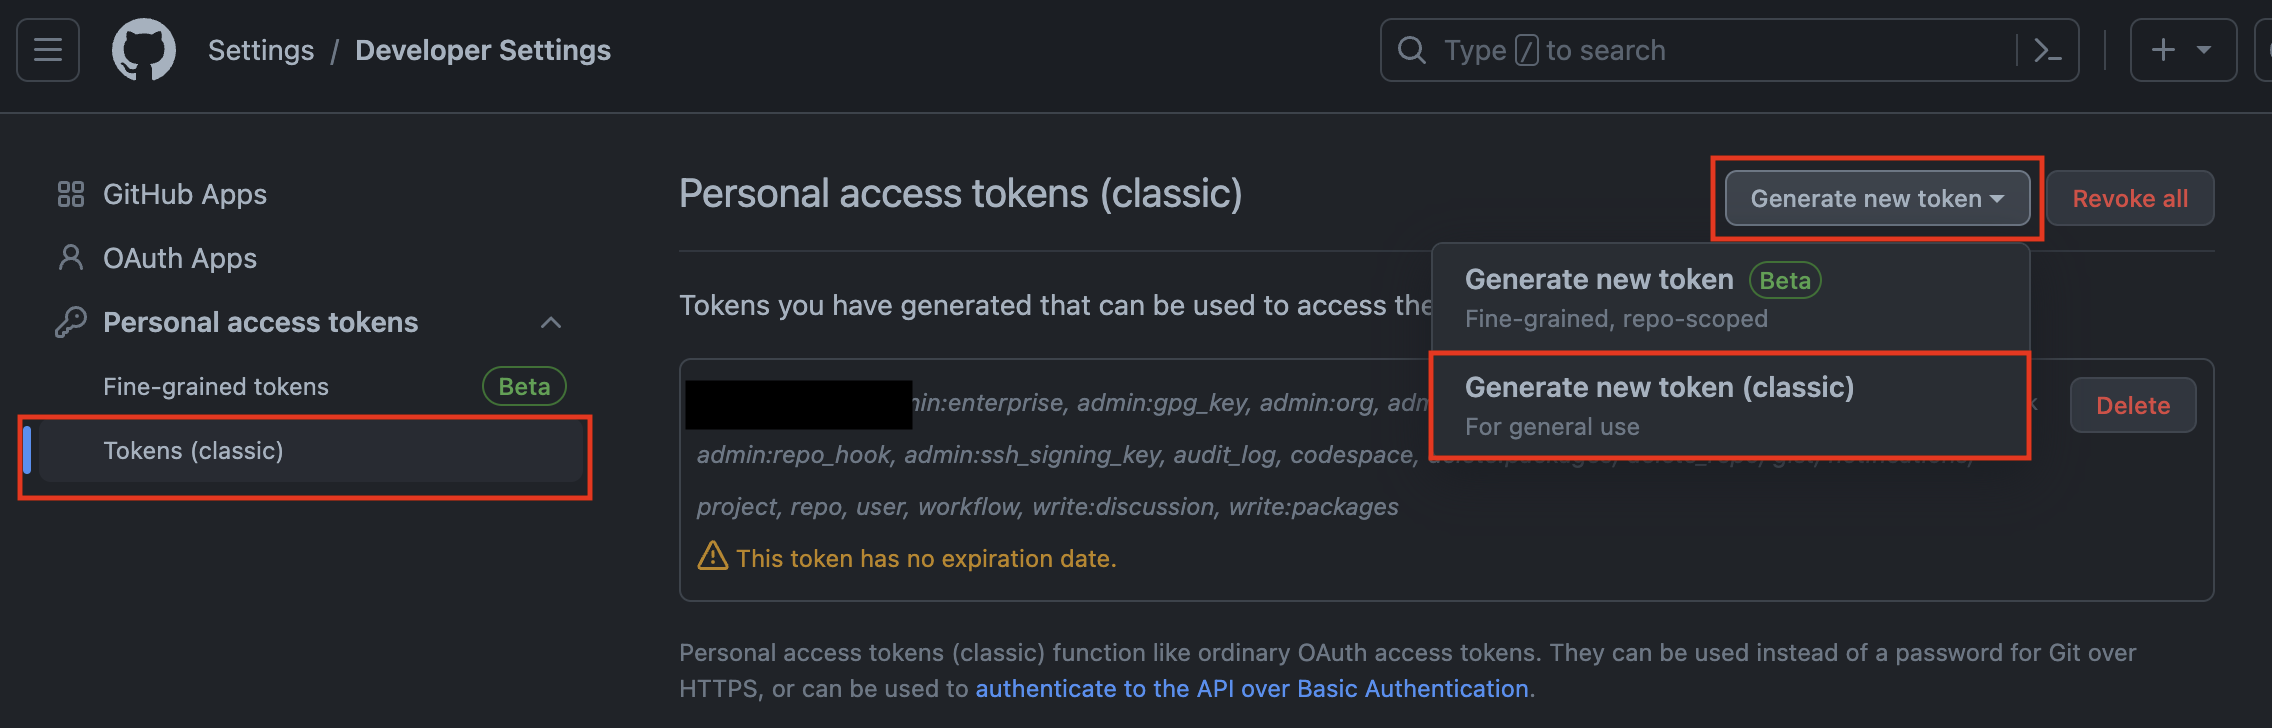 Settings / Developer Settings
Type / to search
GitHub Apps
OAuth Apps
Personal access tokens
Fine-grained tokens Beta
Tokens (classic)
Personal access tokens (classic)
Generate new token
Revoke all
Generate new token Beta
Fine-grained, repo-scoped
Generate new token (classic)
For general use
Tokens you have generated that can be used to access the
min:enterprise, admin:gpg_key, admin:org,
Delete
admin:repo_hook, admin:ssh_signing_key, audit_log, codespace,
project, repo, user, workflow, write:discussion, write:packages
This token has no expiration date.
Personal access tokens (classic) function like ordinary OAuth access tokens. They can be used instead of a password for Git over
HTTPS, or can be used to authenticate to the API over Basic Authentication.